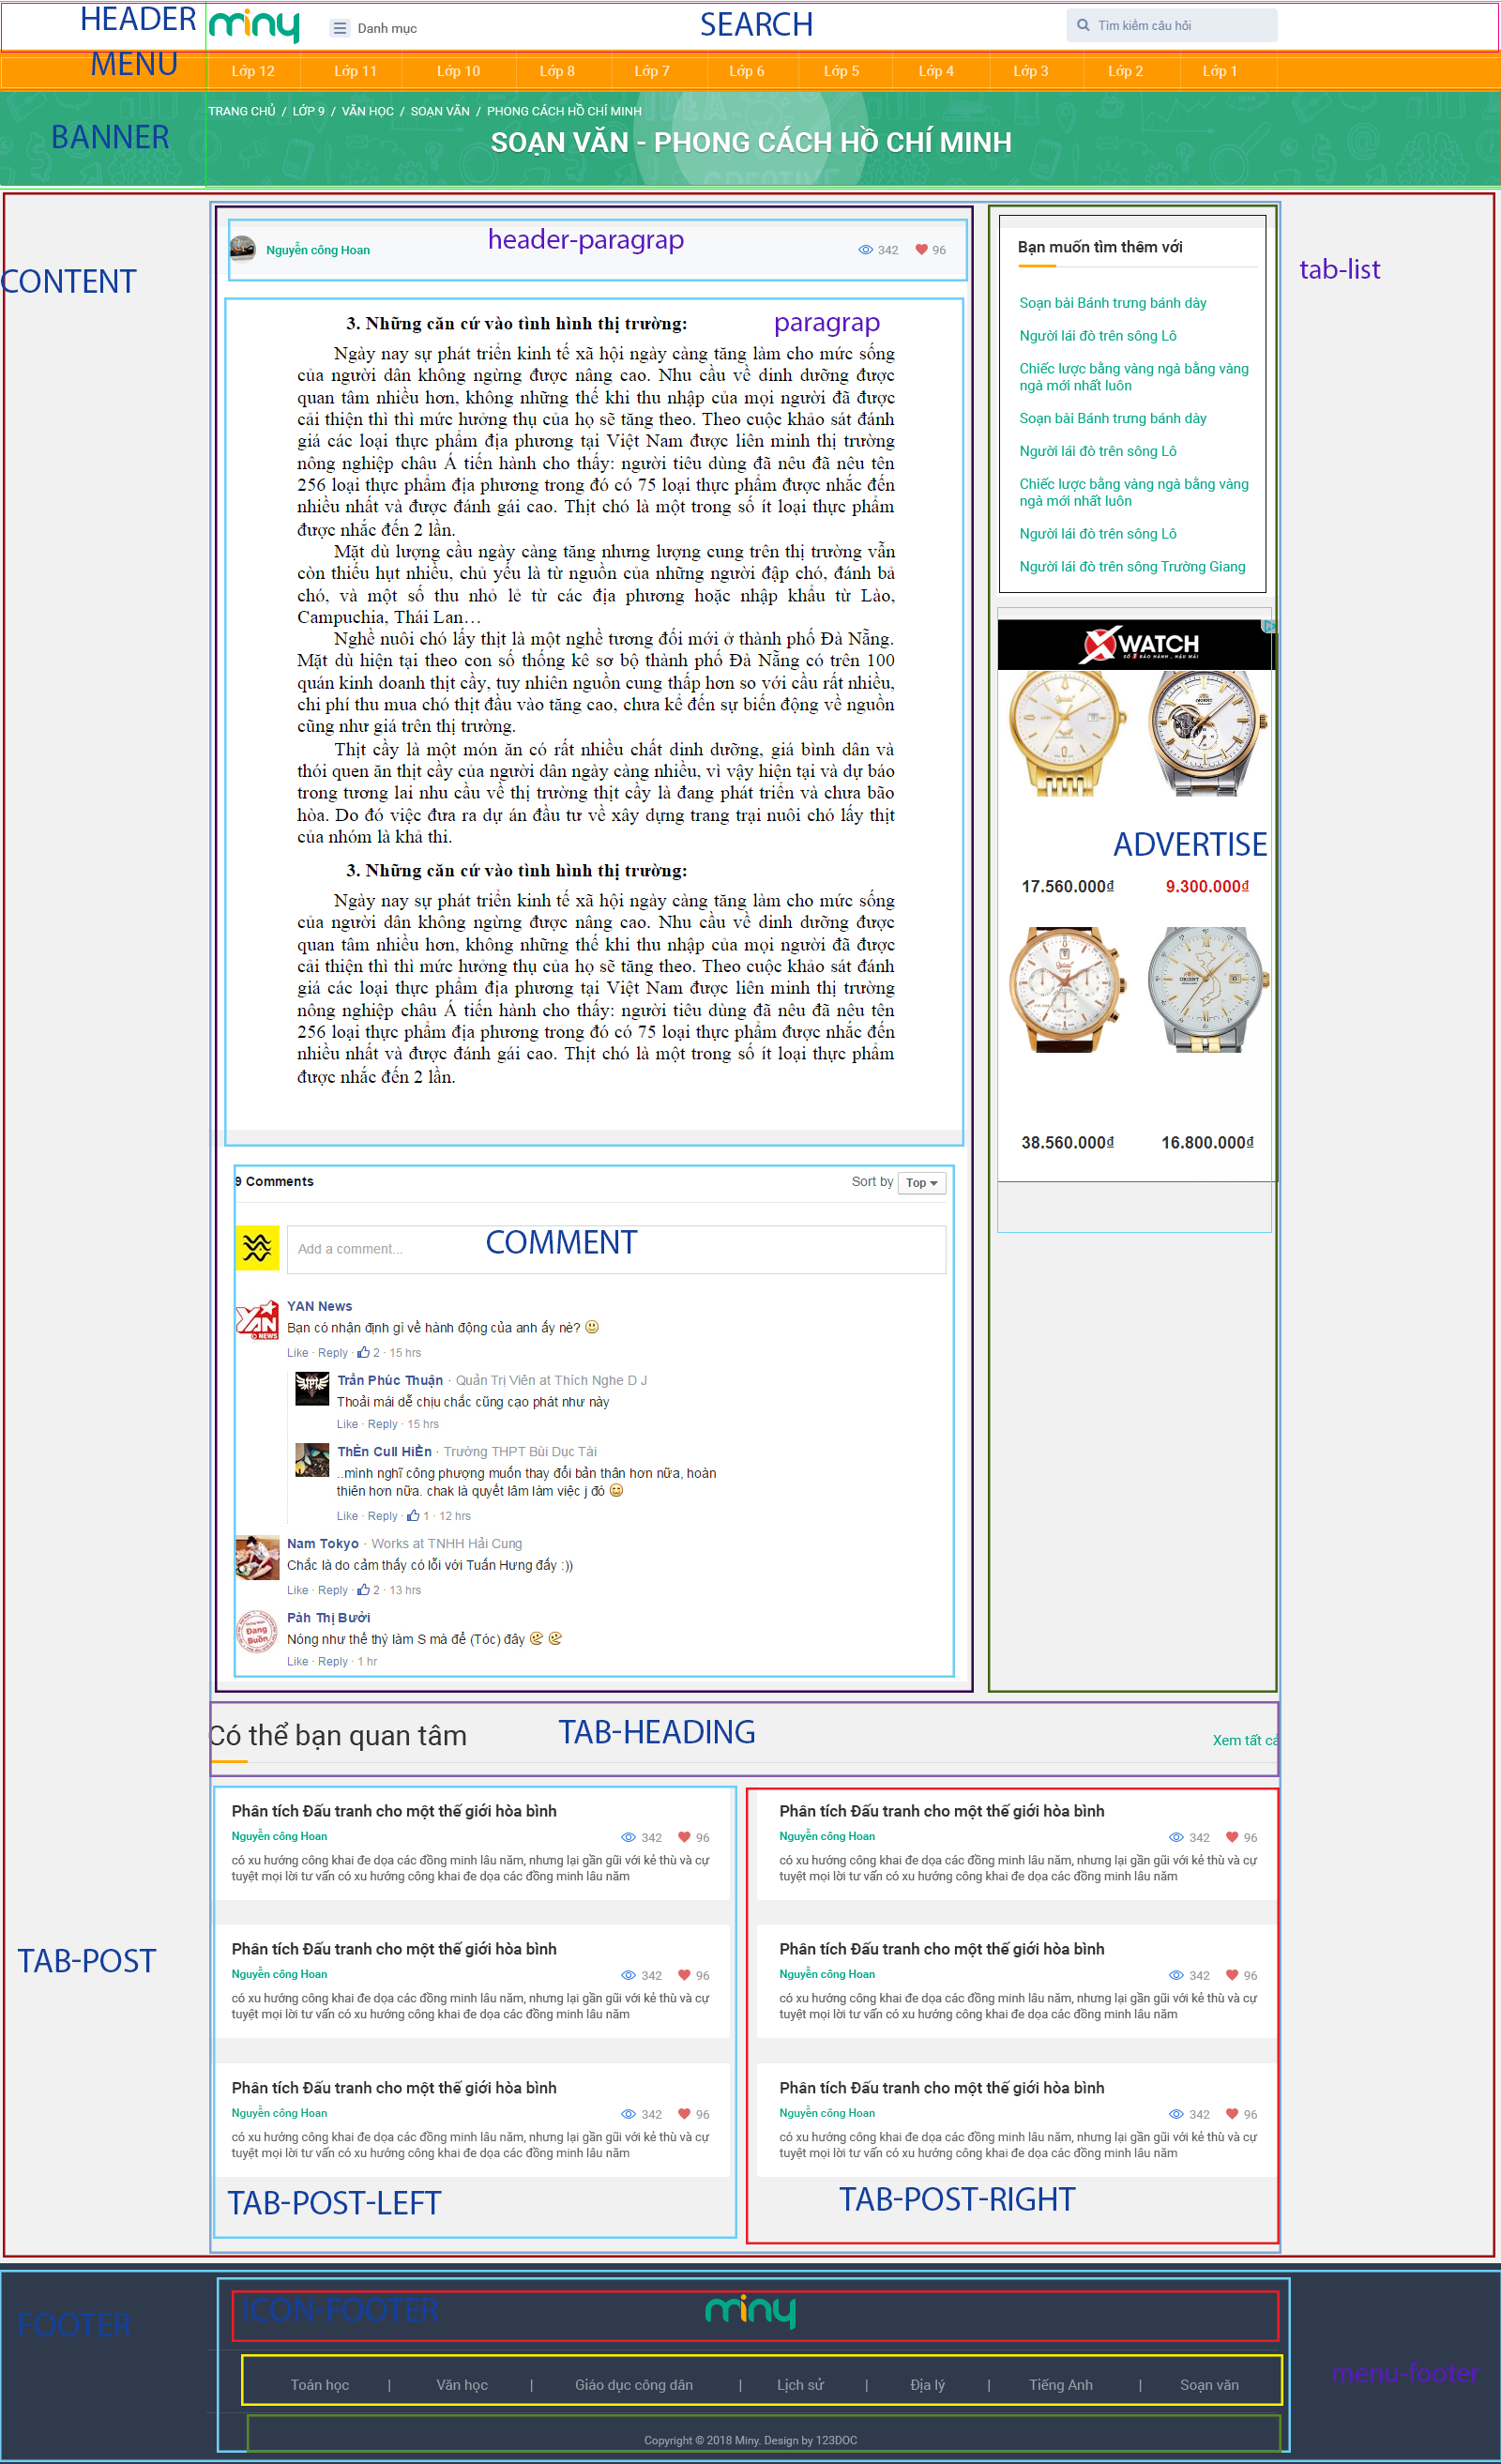 HEADER
miny
Danh mục
SEARCH
Tìm kiếm câu hỏi
MENU
Lớp 12 Lớp 11 Lớp 10 Lớp 8 Lớp 7 Lớp 6 Lớp 5 Lớp 4 Lớp 3 Lớp 2 Lớp 1
TRANG CHỦ / LỚP 9 / VĂN HỌC / SOẠN VĂN / PHONG CÁCH HỒ CHÍ MINH
BANNER
SOẠN VĂN - PHONG CÁCH HỒ CHÍ MINH
CREATIVE
CONTENT
Nguyễn công Hoan
header-paragrap
342 96
paragrap
3. Những căn cứ vào tình hình thị trường:
Ngày nay sự phát triển kinh tế xã hội ngày càng tăng làm cho mức sống
của người dân không ngừng được nâng cao. Nhu cầu về dinh dưỡng được
quan tâm nhiều hơn, không những thế khi thu nhập của mọi người đã được
cải thiện thì thì mức hưởng thụ của họ sẽ tăng theo. Theo cuộc khảo sát đánh
giá các loại thực phẩm địa phương tại Việt Nam được liên minh thị trường
nông nghiệp châu Á tiến hành cho thấy: người tiêu dùng đã nêu đã nêu tên
256 loại thực phẩm địa phương trong đó có 75 loại thực phẩm được nhắc đến
nhiều nhất và được đánh gái cao. Thịt chó là một trong số ít loại thực phẩm
được nhắc đến 2 lần.
Mặt dù lượng cầu ngày càng tăng nhưng lượng cung trên thị trường vẫn
còn thiếu hụt nhiều, chủ yếu là từ nguồn của những người đập chó, đánh bả
chó, và một số thu nhỏ lẻ từ các địa phương hoặc nhập khẩu từ Lào,
Campuchia, Thái Lan…
Nghề nuôi chó lấy thịt là một nghề tương đối mới ở thành phố Đà Nẵng.
Mặt dù hiện tại theo con số thống kê sơ bộ thành phố Đà Nẵng có trên 100
quán kinh doanh thịt cầy, tuy nhiên nguồn cung thấp hơn so với cầu rất nhiều,
chi phí thu mua chó thịt đầu vào tăng cao, chưa kể đến sự biến động về nguồn
cũng như giá trên thị trường.
Thịt cầy là một món ăn có rất nhiều chất dinh dưỡng, giá bình dân và
thói quen ăn thịt cầy của người dân ngày càng nhiều, vì vậy hiện tại và dự báo
trong tương lai nhu cầu về thị trường thịt cầy là đang phát triển và chưa bão
hòa. Do đó việc đưa ra dự án đầu tư về xây dựng trang trại nuôi chó lấy thịt
của nhóm là khả thi.
3. Những căn cứ vào tình hình thị trường:
Ngày nay sự phát triển kinh tế xã hội ngày càng tăng làm cho mức sống
của người dân không ngừng được nâng cao. Nhu cầu về dinh dưỡng được
quan tâm nhiều hơn, không những thế khi thu nhập của mọi người đã được
cải thiện thì thì mức hưởng thụ của họ sẽ tăng theo. Theo cuộc khảo sát đánh
giá các loại thực phẩm địa phương tại Việt Nam được liên minh thị trường
nông nghiệp châu Á tiến hành cho thấy: người tiêu dùng đã nêu đã nêu tên
256 loại thực phẩm địa phương trong đó có 75 loại thực phẩm được nhắc đến
nhiều nhất và được đánh gái cao. Thịt chó là một trong số ít loại thực phẩm
được nhắc đến 2 lần.
tab-list
Bạn muốn tìm thêm với
Soạn bài Bánh trưng bánh dày
Người lái đò trên sông Lô
Chiếc lược bằng vàng ngà bằng vàng
ngà mới nhất luôn
Soạn bài Bánh trưng bánh dày
Người lái đò trên sông Lô
Chiếc lược bằng vàng ngà bằng vàng
ngà mới nhất luôn
Người lái đò trên sông Lô
Người lái đò trên sông Trường Giang
XWATCH
SỐ 1 BẢO HÀNH, HẬU MÃI
ADVERTISE
17.560.000₫ 9.300.000₫
38.560.000₫ 16.800.000₫
9 Comments
Sort by Top
Add a comment...
COMMENT
YAN News
YAN NEWS
Bạn có nhận định gì về hành động của anh ấy nè?
Like · Reply · 2 · 15 hrs
Trần Phúc Thuận · Quản Trị Viên at Thích Nghe D J
Thoải mái dễ chịu chắc cũng cạo phát như này
Like · Reply · 15 hrs
ThÈn Cull HiÈn · Trường THPT Bùi Dục Tài
..mình nghĩ công phượng muốn thay đổi bản thân hơn nữa, hoàn
thiên hơn nữa. chak là quyết lâm làm việc j đó
Like · Reply · 1 · 12 hrs
Nam Tokyo · Works at TNHH Hải Cung
Chắc là do cảm thấy có lỗi với Tuấn Hưng đấy :))
Like · Reply · 2 · 13 hrs
Pàh Thị Bưởi
Đang Buồn
Nóng như thế thỳ làm S mà để (Tóc) đây
Like · Reply · 1 hr
Có thể bạn quan tâm
TAB-HEADING
Xem tất cả
Phân tích Đấu tranh cho một thế giới hòa bình
Nguyễn công Hoan 342 96
có xu hướng công khai đe dọa các đồng minh lâu năm, nhưng lại gần gũi với kẻ thù và cự
tuyệt mọi lời tư vấn có xu hướng công khai đe dọa các đồng minh lâu năm
Phân tích Đấu tranh cho một thế giới hòa bình
Nguyễn công Hoan 342 96
có xu hướng công khai đe dọa các đồng minh lâu năm, nhưng lại gần gũi với kẻ thù và cự
tuyệt mọi lời tư vấn có xu hướng công khai đe dọa các đồng minh lâu năm
TAB-POST
Phân tích Đấu tranh cho một thế giới hòa bình
Nguyễn công Hoan 342 96
có xu hướng công khai đe dọa các đồng minh lâu năm, nhưng lại gần gũi với kẻ thù và cự
tuyệt mọi lời tư vấn có xu hướng công khai đe dọa các đồng minh lâu năm
Phân tích Đấu tranh cho một thế giới hòa bình
Nguyễn công Hoan 342 96
có xu hướng công khai đe dọa các đồng minh lâu năm, nhưng lại gần gũi với kẻ thù và cự
tuyệt mọi lời tư vấn có xu hướng công khai đe dọa các đồng minh lâu năm
Phân tích Đấu tranh cho một thế giới hòa bình
Nguyễn công Hoan 342 96
có xu hướng công khai đe dọa các đồng minh lâu năm, nhưng lại gần gũi với kẻ thù và cự
tuyệt mọi lời tư vấn có xu hướng công khai đe dọa các đồng minh lâu năm
Phân tích Đấu tranh cho một thế giới hòa bình
Nguyễn công Hoan 342 96
có xu hướng công khai đe dọa các đồng minh lâu năm, nhưng lại gần gũi với kẻ thù và cự
tuyệt mọi lời tư vấn có xu hướng công khai đe dọa các đồng minh lâu năm
TAB-POST-LEFT
TAB-POST-RIGHT
FOOTER
ICON-FOOTER
miny
menu-footer
Toán học | Văn học | Giáo dục công dân | Lịch sử | Địa lý | Tiếng Anh | Soạn văn
Copyright © 2018 Miny. Design by 123DOC